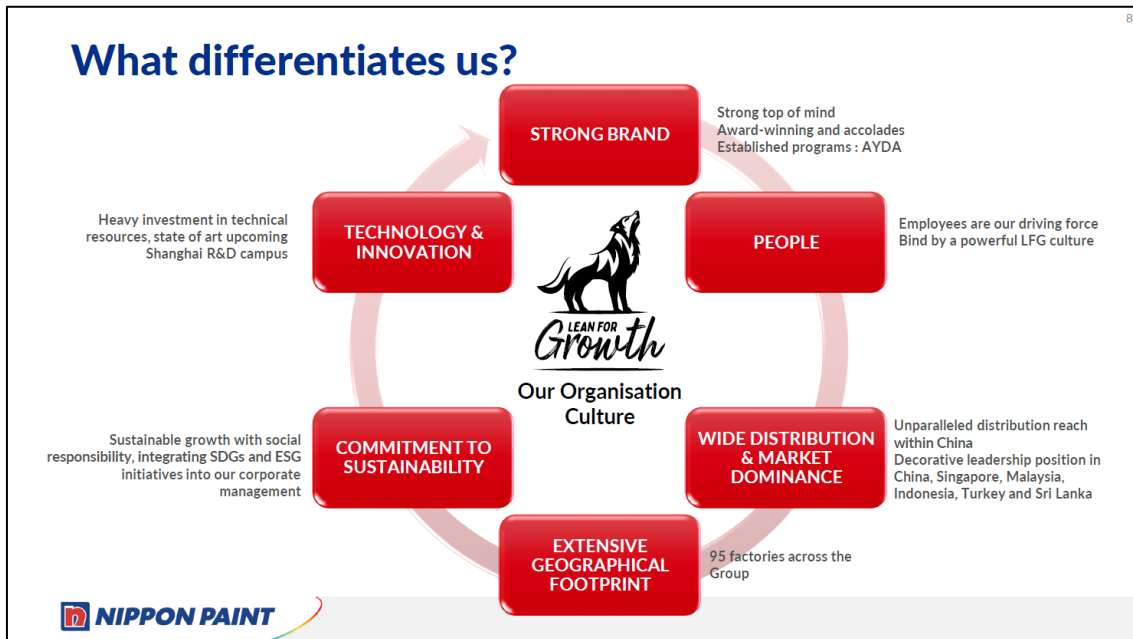 8
What differentiates us?
STRONG BRAND
Strong top of mind
Award-winning and accolades
Established programs : AYDA
PEOPLE
Employees are our driving force
Bind by a powerful LFG culture
WIDE DISTRIBUTION
& MARKET
DOMINANCE
Unparalleled distribution reach
within China
Decorative leadership position in
China, Singapore, Malaysia,
Indonesia, Turkey and Sri Lanka
EXTENSIVE
GEOGRAPHICAL
FOOTPRINT
95 factories across the
Group
COMMITMENT TO
SUSTAINABILITY
Sustainable growth with social
responsibility, integrating SDGs and ESG
initiatives into our corporate
management
TECHNOLOGY &
INNOVATION
Heavy investment in technical
resources, state of art upcoming
Shanghai R&D campus
LEAN FOR
Growth
Our Organisation
Culture
n NIPPON PAINT